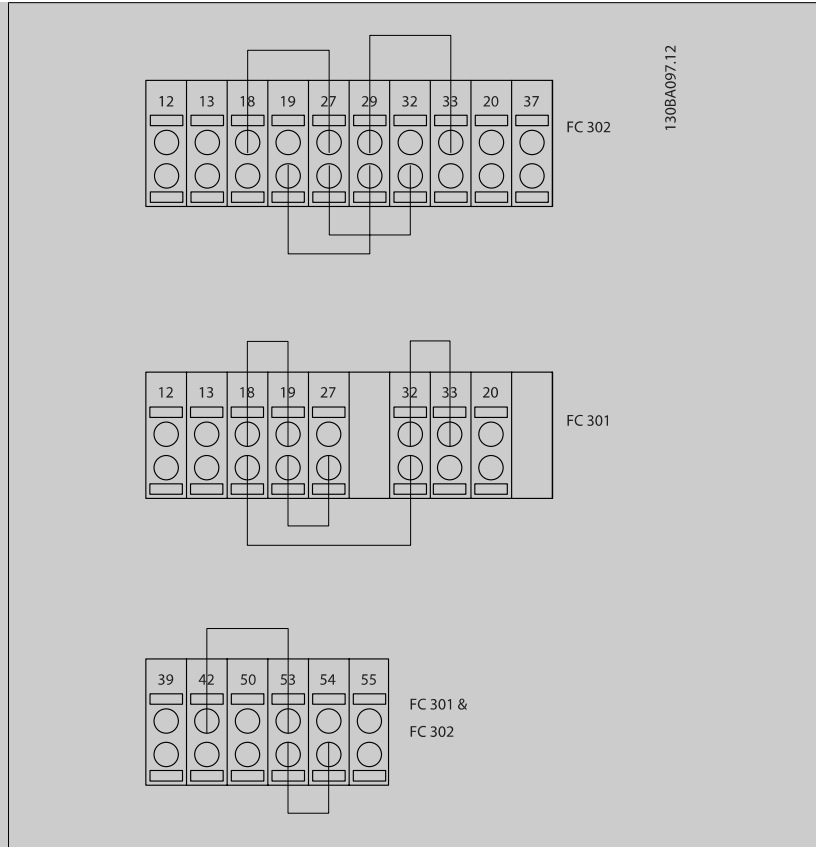 130BA097.12
12 13 18 19 27 29 32 33 20 37
FC 302
12 13 18 19 27 32 33 20
FC 301
39 42 50 53 54 55
FC 301 &
FC 302